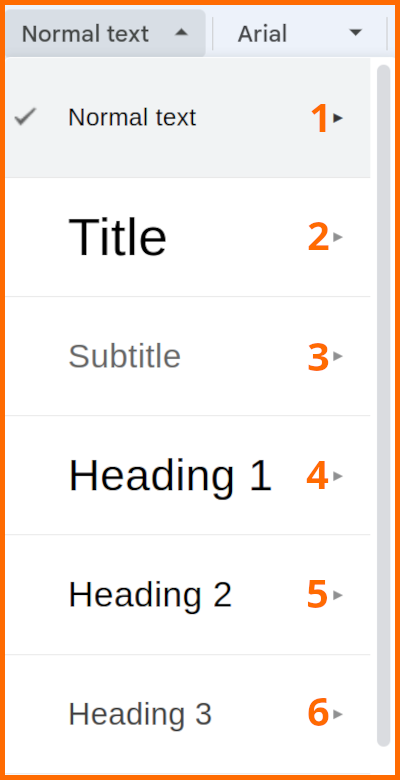 Normal text Arial
Normal text 1
Title 2
Subtitle 3
Heading 1 4
Heading 2 5
Heading 3 6